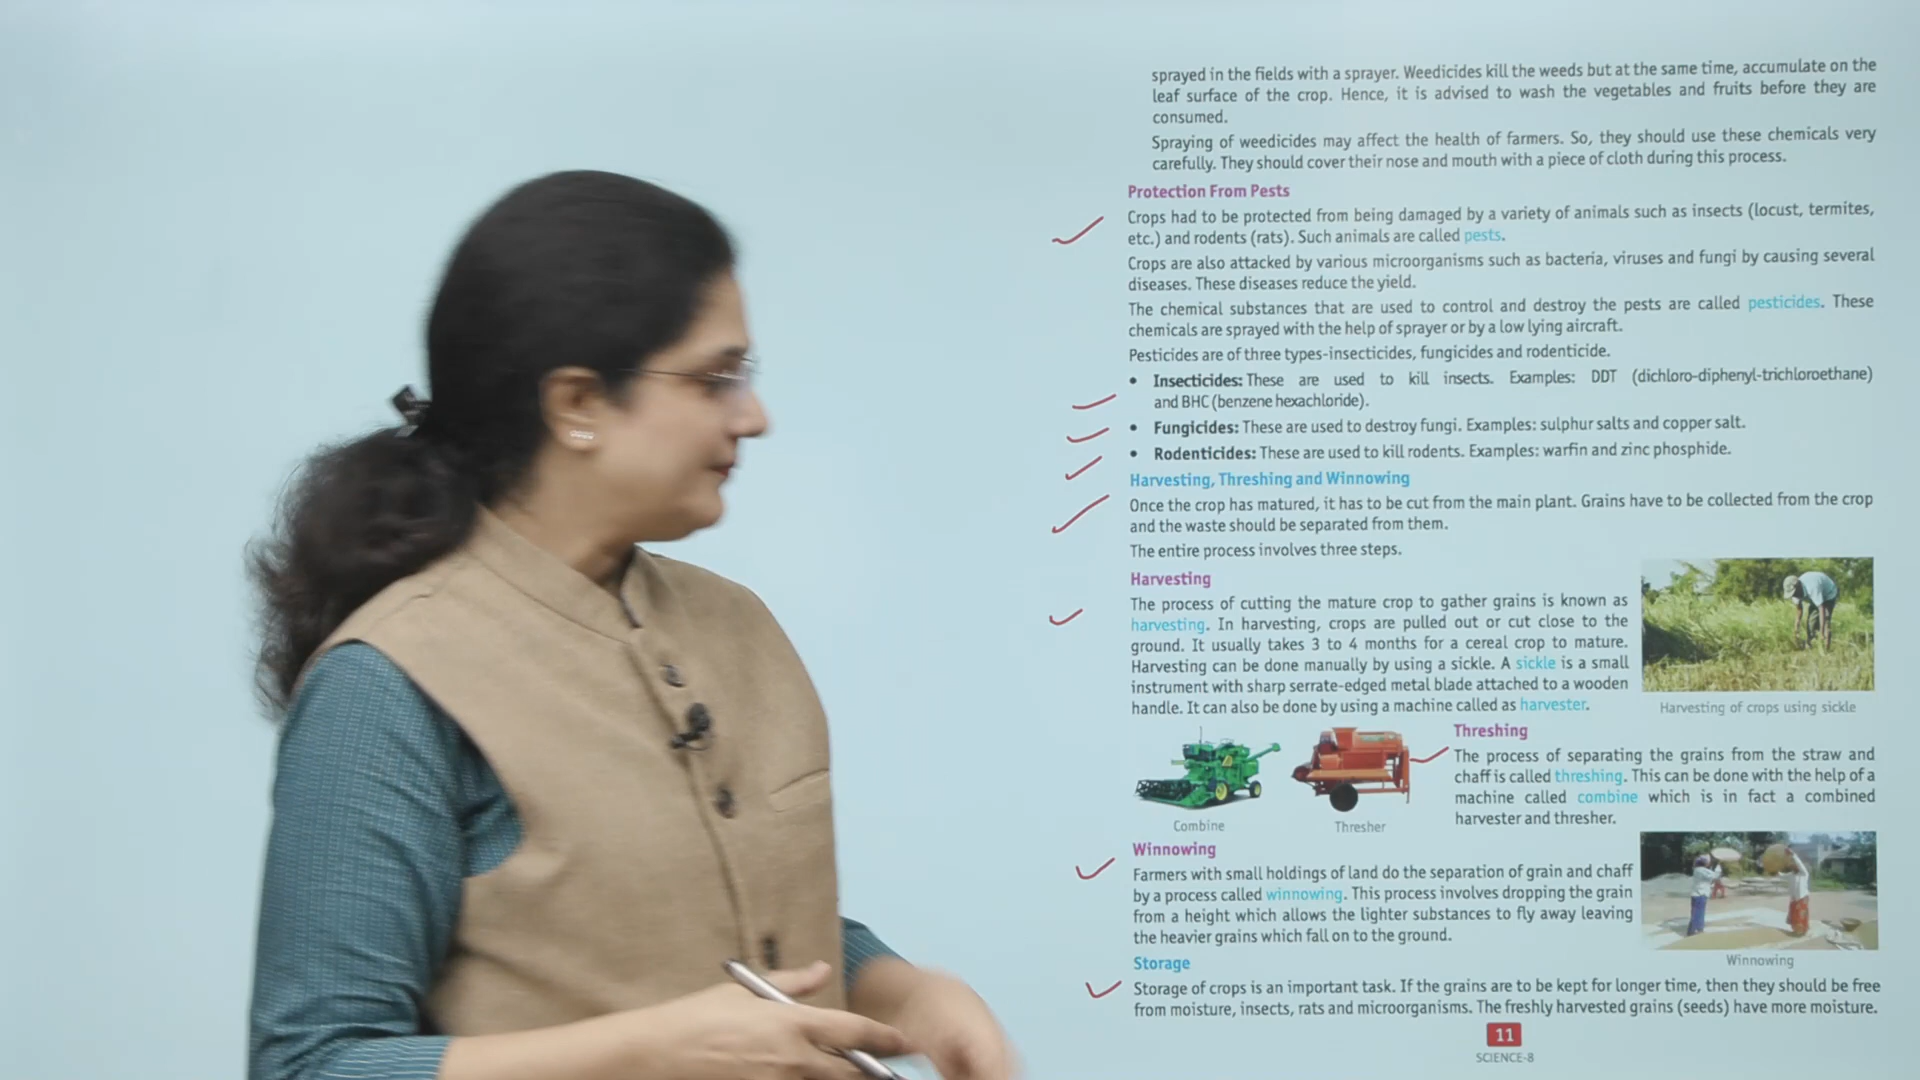 sprayed in the fields with a sprayer. Weedicides kill the weeds but at the same time, accumulate on the
leaf surface of the crop. Hence, it is advised to wash the vegetables and fruits before they are
consumed.
Spraying of weedicides may affect the health of farmers. So, they should use these chemicals very
carefully. They should cover their nose and mouth with a piece of cloth during this process.
Protection From Pests
Crops had to be protected from being damaged by a variety of animals such as insects (locust, termites,
etc.) and rodents (rats). Such animals are called pests.
Crops are also attacked by various microorganisms such as bacteria, viruses and fungi by causing several
diseases. These diseases reduce the yield.
The chemical substances that are used to control and destroy the pests are called pesticides. These
chemicals are sprayed with the help of sprayer or by a low lying aircraft.
Pesticides are of three types-insecticides, fungicides and rodenticide.
• Insecticides: These are used to kill insects. Examples: DDT (dichloro-diphenyl-trichloroethane)
and BHC (benzene hexachloride).
• Fungicides: These are used to destroy fungi. Examples: sulphur salts and copper salt.
• Rodenticides: These are used to kill rodents. Examples: warfin and zinc phosphide.
Harvesting, Threshing and Winnowing
Once the crop has matured, it has to be cut from the main plant. Grains have to be collected from the crop
and the waste should be separated from them.
The entire process involves three steps.
Harvesting
The process of cutting the mature crop to gather grains is known as
harvesting. In harvesting, crops are pulled out or cut close to the
ground. It usually takes 3 to 4 months for a cereal crop to mature.
Harvesting can be done manually by using a sickle. A sickle is a small
instrument with sharp serrate-edged metal blade attached to a wooden
handle. It can also be done by using a machine called as harvester.
Harvesting of crops using sickle
Threshing
The process of separating the grains from the straw and
chaff is called threshing. This can be done with the help of a
machine called combine which is in fact a combined
harvester and thresher.
Combine
Thresher
Winnowing
Farmers with small holdings of land do the separation of grain and chaff
by a process called winnowing. This process involves dropping the grain
from a height which allows the lighter substances to fly away leaving
the heavier grains which fall on to the ground.
Winnowing
Storage
Storage of crops is an important task. If the grains are to be kept for longer time, then they should be free
from moisture, insects, rats and microorganisms. The freshly harvested grains (seeds) have more moisture.
11
SCIENCE-8